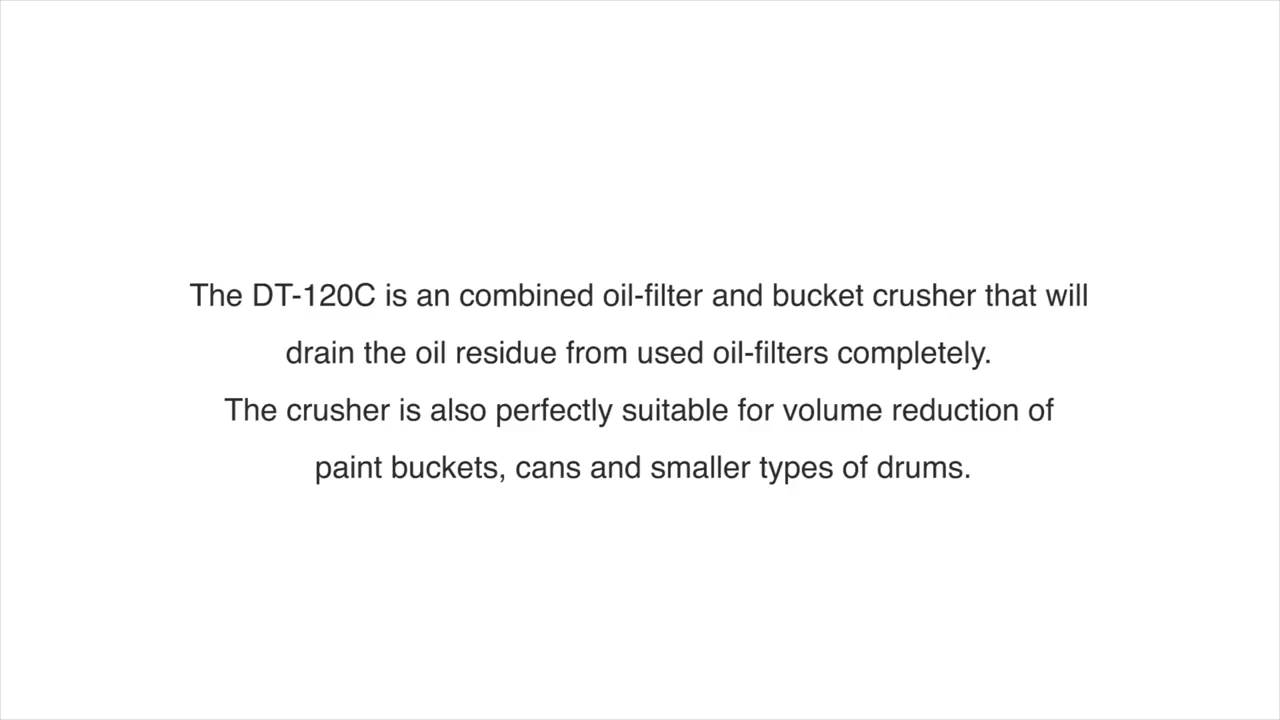 The DT-120C is an combined oil-filter and bucket crusher that will
drain the oil residue from used oil-filters completely.
The crusher is also perfectly suitable for volume reduction of
paint buckets, cans and smaller types of drums.